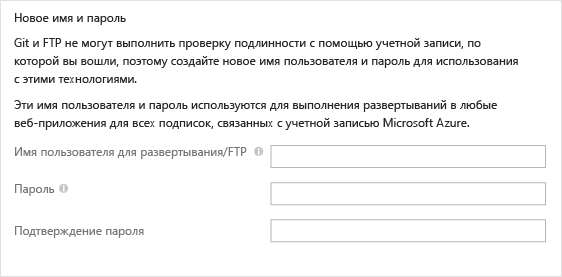 Новое имя и пароль
Git и FTP не могут выполнить проверку подлинности с помощью учетной записи, по
которой вы вошли, поэтому создайте новое имя пользователя и пароль для использования
с этими технологиями.
Эти имя пользователя и пароль используются для выполнения развертываний в любые
веб-приложения для всех подписок, связанных с учетной записью Microsoft Azure.
Имя пользователя для развертывания/FTP
Пароль
Подтверждение пароля